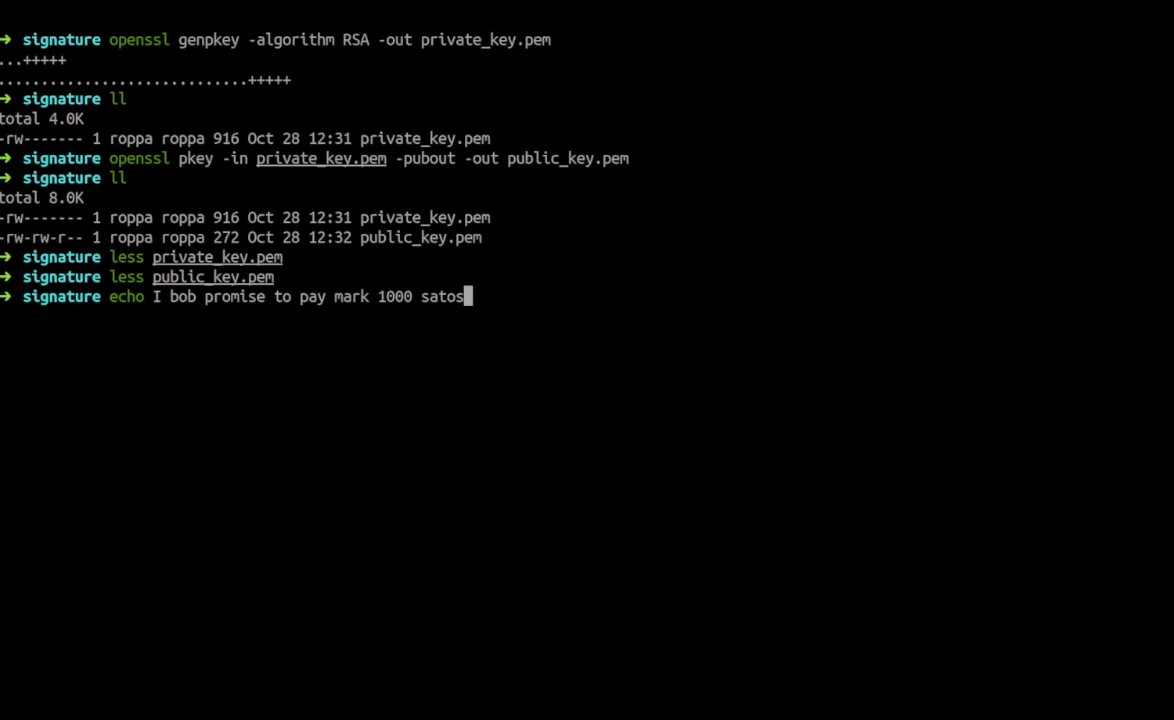 ➜ signature openssl genpkey -algorithm RSA -out private_key.pem
...+++++
.............................+++++
➜ signature ll
total 4.0K
-rw------- 1 roppa roppa 916 Oct 28 12:31 private_key.pem
➜ signature openssl pkey -in private_key.pem -pubout -out public_key.pem
➜ signature ll
total 8.0K
-rw------- 1 roppa roppa 916 Oct 28 12:31 private_key.pem
-rw-rw-r-- 1 roppa roppa 272 Oct 28 12:32 public_key.pem
➜ signature less private_key.pem
➜ signature less public_key.pem
➜ signature echo I bob promise to pay mark 1000 satos